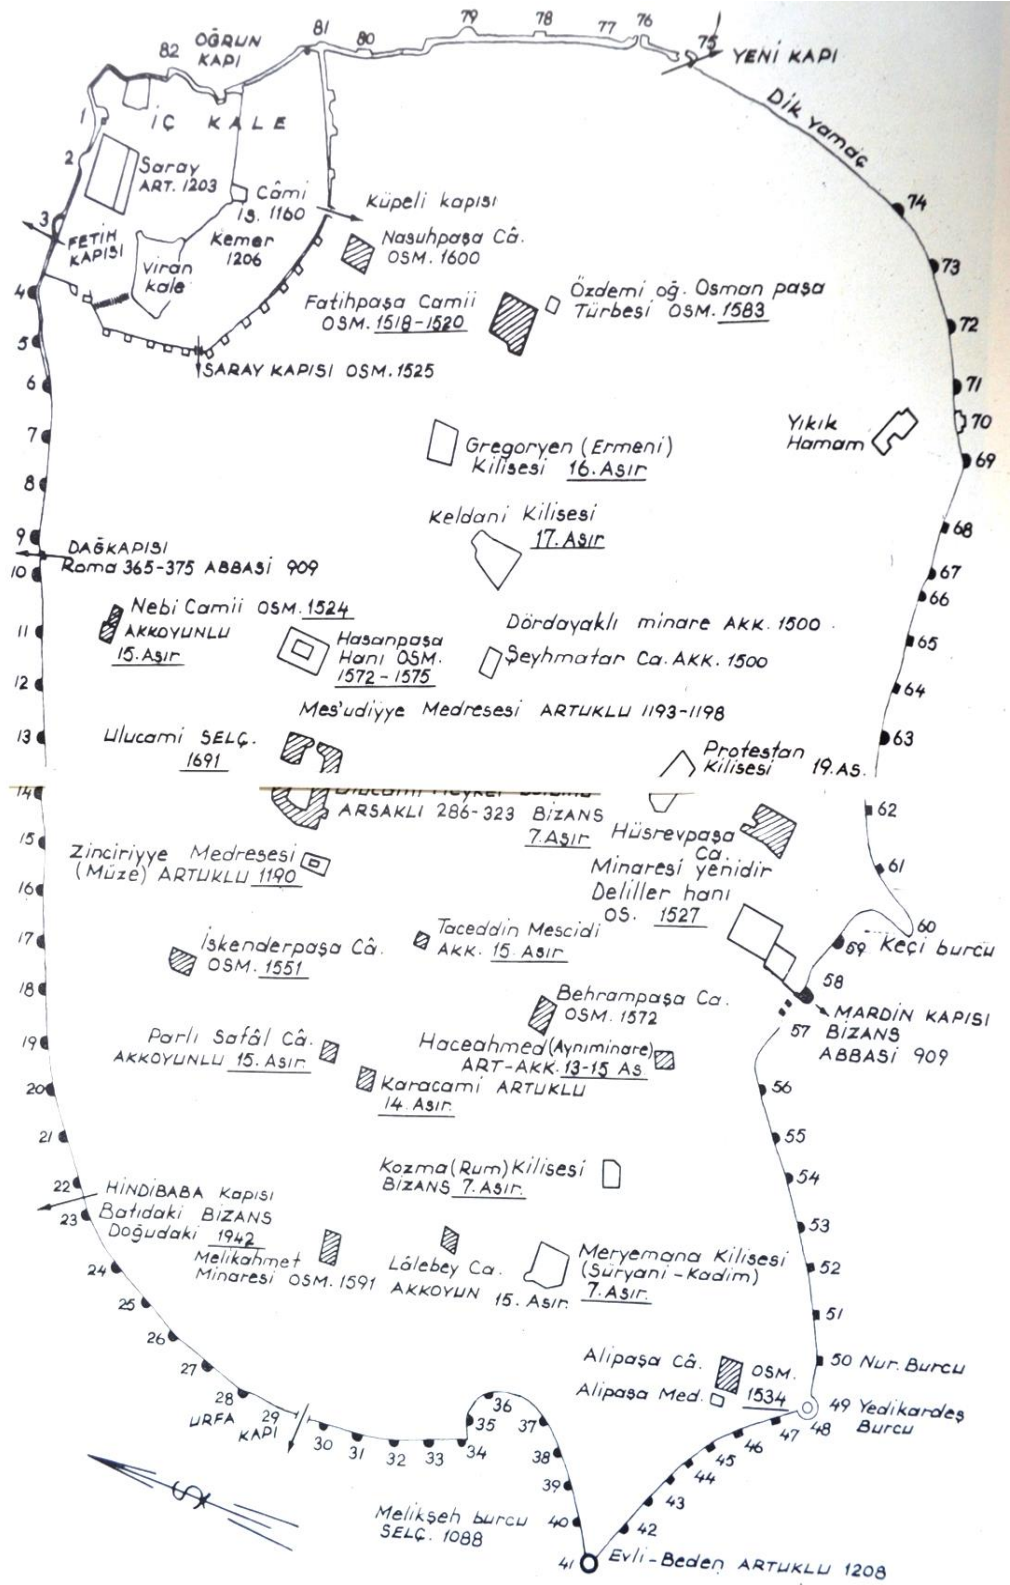 79
78
77
76
75
YENİ KAPI
81
80
82
OĞRUN
KAPI
Dik yamaç
1
İÇ KALE
2
Saray
ART. 1203
Câmi
is. 1160
Küpeli kapısı
3
FETİH
KAPISI
Kemer
1206
Nasuhpaşa Câ.
OSM. 1600
Viran
kale
74
73
72
71
70
69
Fatihpaşa Camii
OSM. 1518-1520
Özdemi oğ. Osman paşa
Türbesi OSM. 1583
4
5
6
SARAY KAPISI OSM. 1525
Yıkık
Hamam
7
8
Gregoryen (Ermeni)
Kilisesi 16. Asır
Keldani Kilisesi
17. Asır
68
67
66
65
64
63
9
DAĞKAPISI
10
Roma 365-375 ABBASİ 909
Nebi Camii OSM. 1524
11
AKKOYUNLU
15. Asır
Hasanpaşa
Hanı OSM.
1572-1575
Dördayaklı minare AKK. 1500
Şeyhmatar Ca. AKK. 1500
12
Mes'udiyye Medresesi ARTUKLU 1193-1198
13
Ulucami SELÇ.
1691
Protestan
Kilisesi 19. As.
14
ARSAKLI 286-323 BİZANS
7. Asır
62
Hüsrevpaşa
Ca.
Minaresi yenidir
15
Zinciriyye Medresesi
(Müze) ARTUKLU 1190
61
Deliller hanı
OS. 1527
16
60
17
İskenderpaşa Câ.
OSM. 1551
Taceddin Mescidi
AKK. 15. Asır
59
Keçi burcu
18
58
Behrampaşa Ca.
OSM. 1572
MARDİN KAPISI
BİZANS
ABBASİ 909
57
19
Parlı Safâl Câ.
AKKOYUNLU 15. Asır
Haceahmed (Aynıminare)
ART-AKK. 13-15 As.
20
Karacami ARTUKLU
14. Asır
56
55
54
53
52
51
21
22
23
Kozma (Rum) Kilisesi
BİZANS 7. Asır.
HİNDİBABA Kapısı
Batıdaki BİZANS
Doğudaki 1942
Melikahmet
Minaresi OSM. 1591
Lâlebey Ca.
AKKOYUN 15. Asır.
Meryemana Kilisesi
(Süryani-Kadim)
7. Asır.
24
25
26
27
28
29
URFA
KAPI
30
31
32
33
34
35
36
37
38
39
40
41
Alipaşa Câ. OSM.
Alipaşa Med. 1534
50 Nur. Burcu
49 Yedikardeş
Burcu
48
47
46
45
44
43
42
Melikşeh burcu
SELÇ. 1088
Evli-Beden ARTUKLU 1208